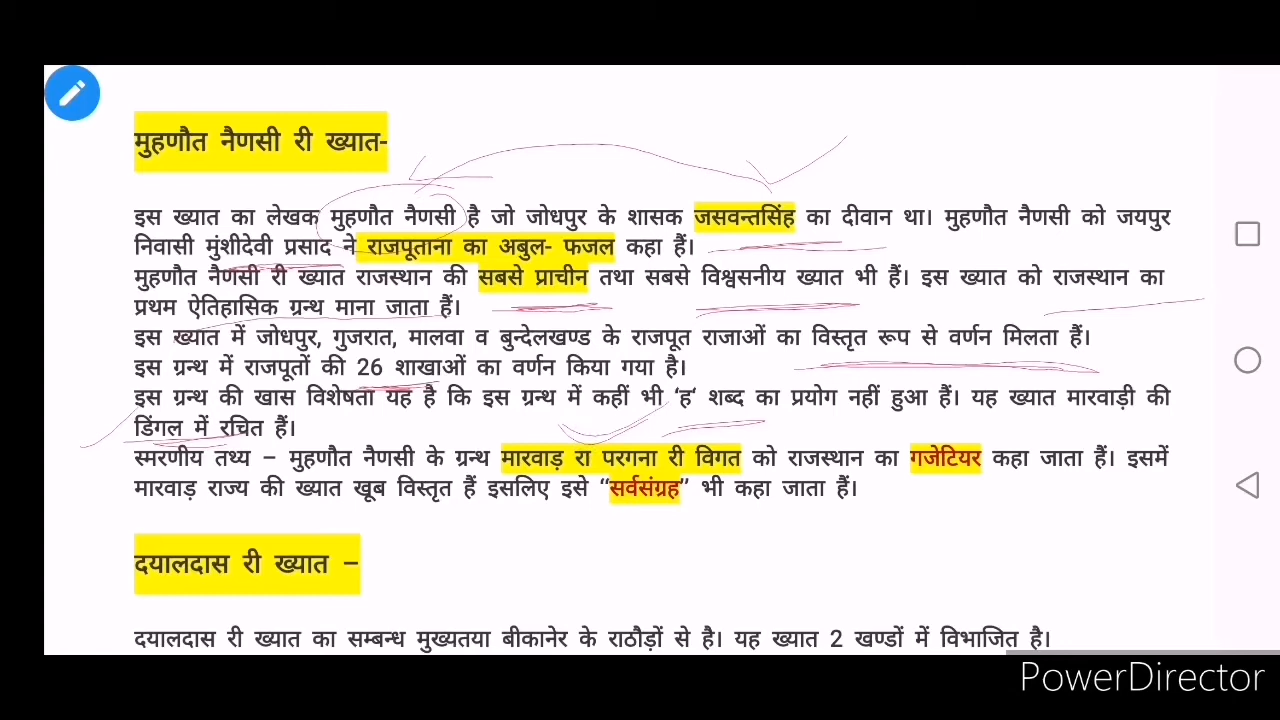 मुहणौत नैणसी री ख्यात-
इस ख्यात का लेखक मुहणौत नैणसी है जो जोधपुर के शासक जसवन्तसिंह का दीवान था। मुहणौत नैणसी को जयपुर
निवासी मुंशीदेवी प्रसाद ने राजपूताना का अबुल- फजल कहा हैं।
मुहणौत नैणसी री ख्यात राजस्थान की सबसे प्राचीन तथा सबसे विश्वसनीय ख्यात भी हैं। इस ख्यात को राजस्थान का
प्रथम ऐतिहासिक ग्रन्थ माना जाता हैं।
इस ख्यात में जोधपुर, गुजरात, मालवा व बुन्देलखण्ड के राजपूत राजाओं का विस्तृत रूप से वर्णन मिलता हैं।
इस ग्रन्थ में राजपूतों की 26 शाखाओं का वर्णन किया गया है।
इस ग्रन्थ की खास विशेषता यह है कि इस ग्रन्थ में कहीं भी ‘ह‘ शब्द का प्रयोग नहीं हुआ हैं। यह ख्यात मारवाड़ी की
डिंगल में रचित हैं।
स्मरणीय तथ्य – मुहणौत नैणसी के ग्रन्थ मारवाड़ रा परगना री विगत को राजस्थान का गजेटियर कहा जाता हैं। इसमें
मारवाड़ राज्य की ख्यात खूब विस्तृत हैं इसलिए इसे “सर्वसंग्रह” भी कहा जाता हैं।
दयालदास री ख्यात –
दयालदास री ख्यात का सम्बन्ध मुख्यतया बीकानेर के राठौड़ों से है। यह ख्यात 2 खण्डों में विभाजित है।
PowerDirector